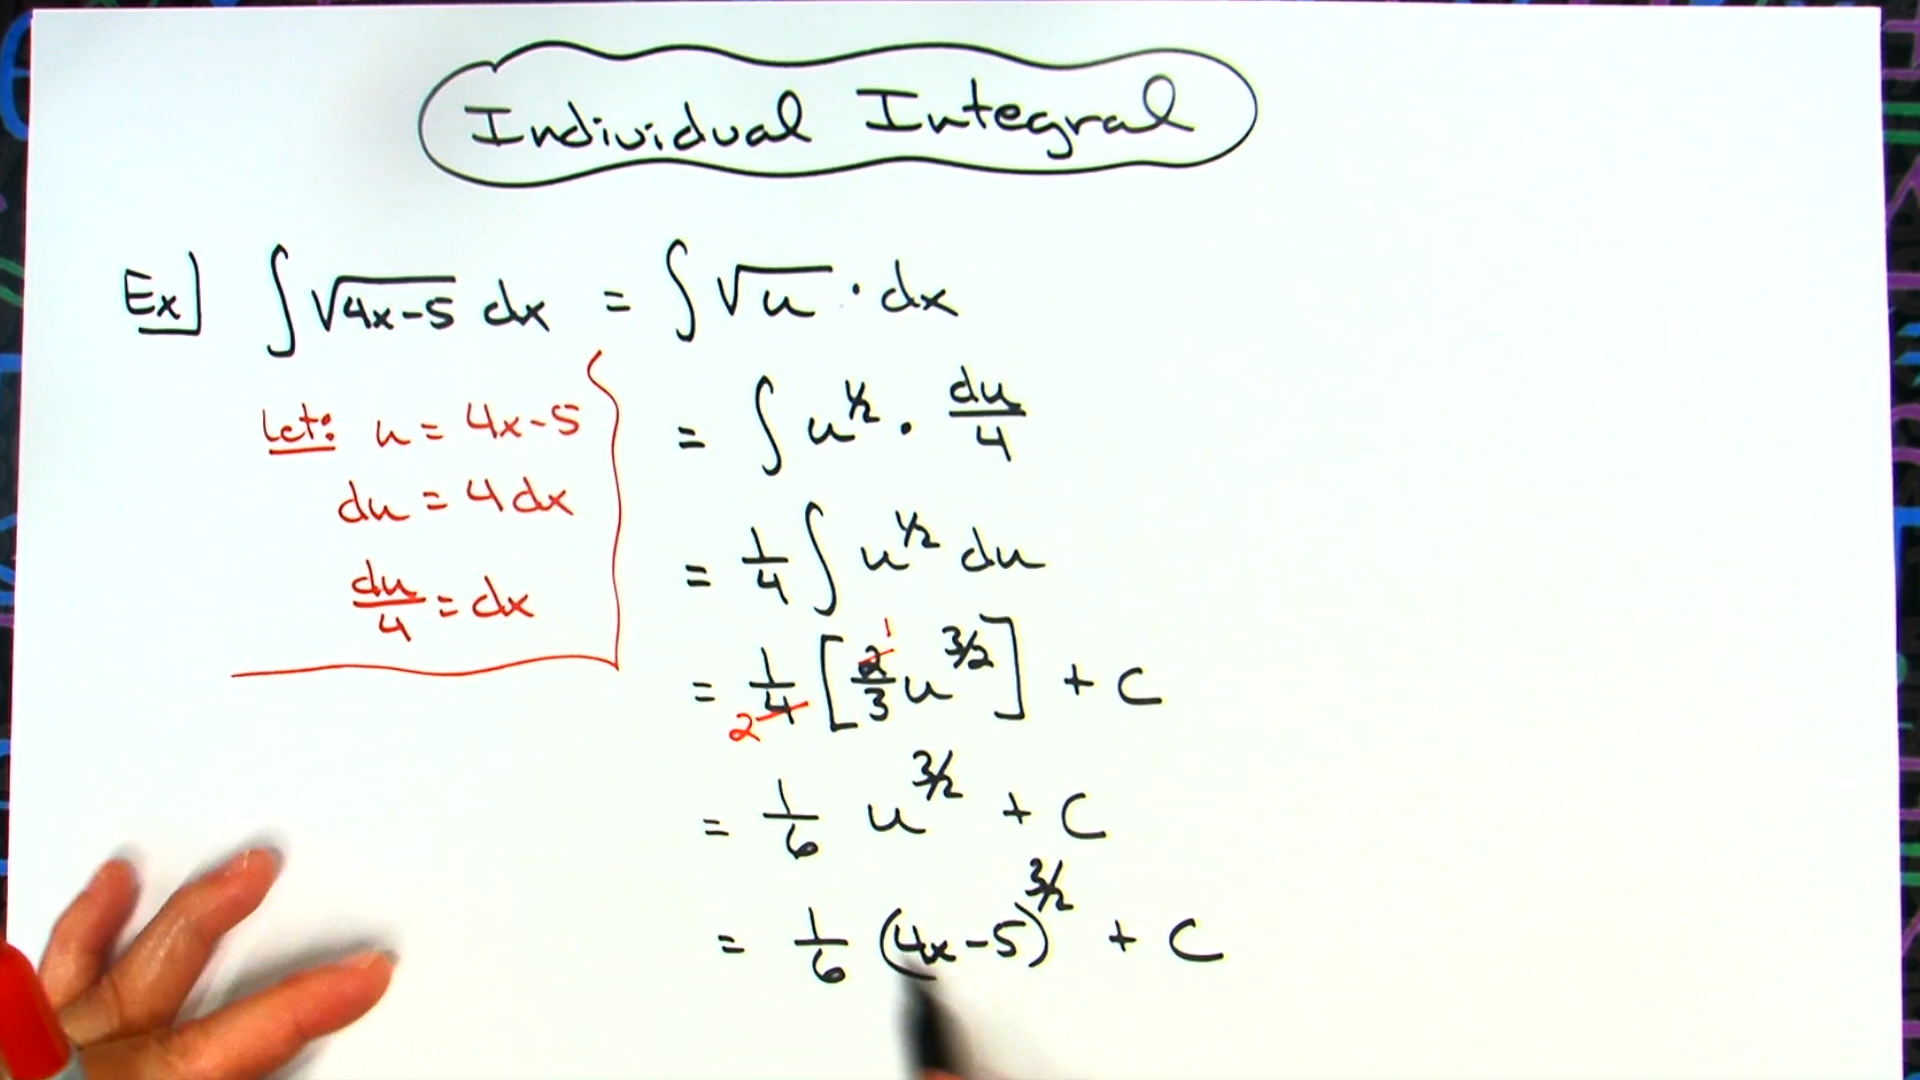 Individual Integral
Ex] ∫√(4x-5) dx = ∫√u · dx
Let: u = 4x-5
du = 4dx
du/4 = dx
= ∫ u^1/2 · du/4
= 1/4 ∫ u^1/2 du
= 1/4 [2/3 u^3/2] + C
2 1
= 1/6 u^3/2 + C
= 1/6 (4x-5)^3/2 + C